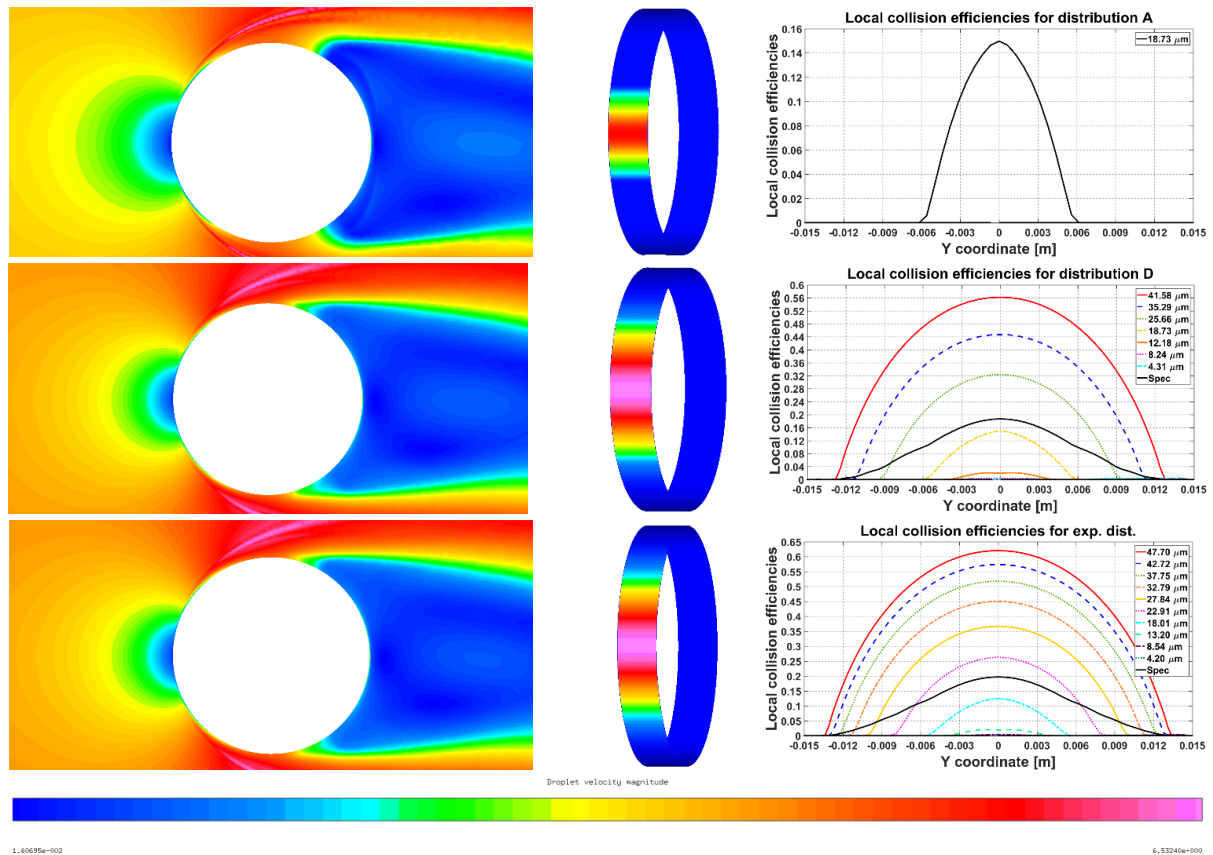 Local collision efficiencies for distribution A
Local collision efficiencies
0.16
0.14
0.12
0.1
0.08
0.06
0.04
0.02
0
18.73 μm
-0.015 -0.012 -0.009 -0.006 -0.003 0 0.003 0.006 0.009 0.012 0.015
Y coordinate [m]
Local collision efficiencies for distribution D
Local collision efficiencies
0.6
0.56
0.52
0.48
0.44
0.4
0.36
0.32
0.28
0.24
0.2
0.16
0.12
0.08
0.04
0
41.58 μm
35.29 μm
25.66 μm
18.73 μm
12.18 μm
8.24 μm
4.31 μm
Spec
-0.015 -0.012 -0.009 -0.006 -0.003 0 0.003 0.006 0.009 0.012 0.015
Y coordinate [m]
Local collision efficiencies for exp. dist.
Local collision efficiencies
0.65
0.6
0.55
0.5
0.45
0.4
0.35
0.3
0.25
0.2
0.15
0.1
0.05
0
47.70 μm
42.72 μm
37.75 μm
32.79 μm
27.84 μm
22.91 μm
18.01 μm
13.20 μm
8.54 μm
4.20 μm
Spec
-0.015 -0.012 -0.009 -0.006 -0.003 0 0.003 0.006 0.009 0.012 0.015
Y coordinate [m]
Droplet velocity magnitude
1.60695e-002
6.53240e+000